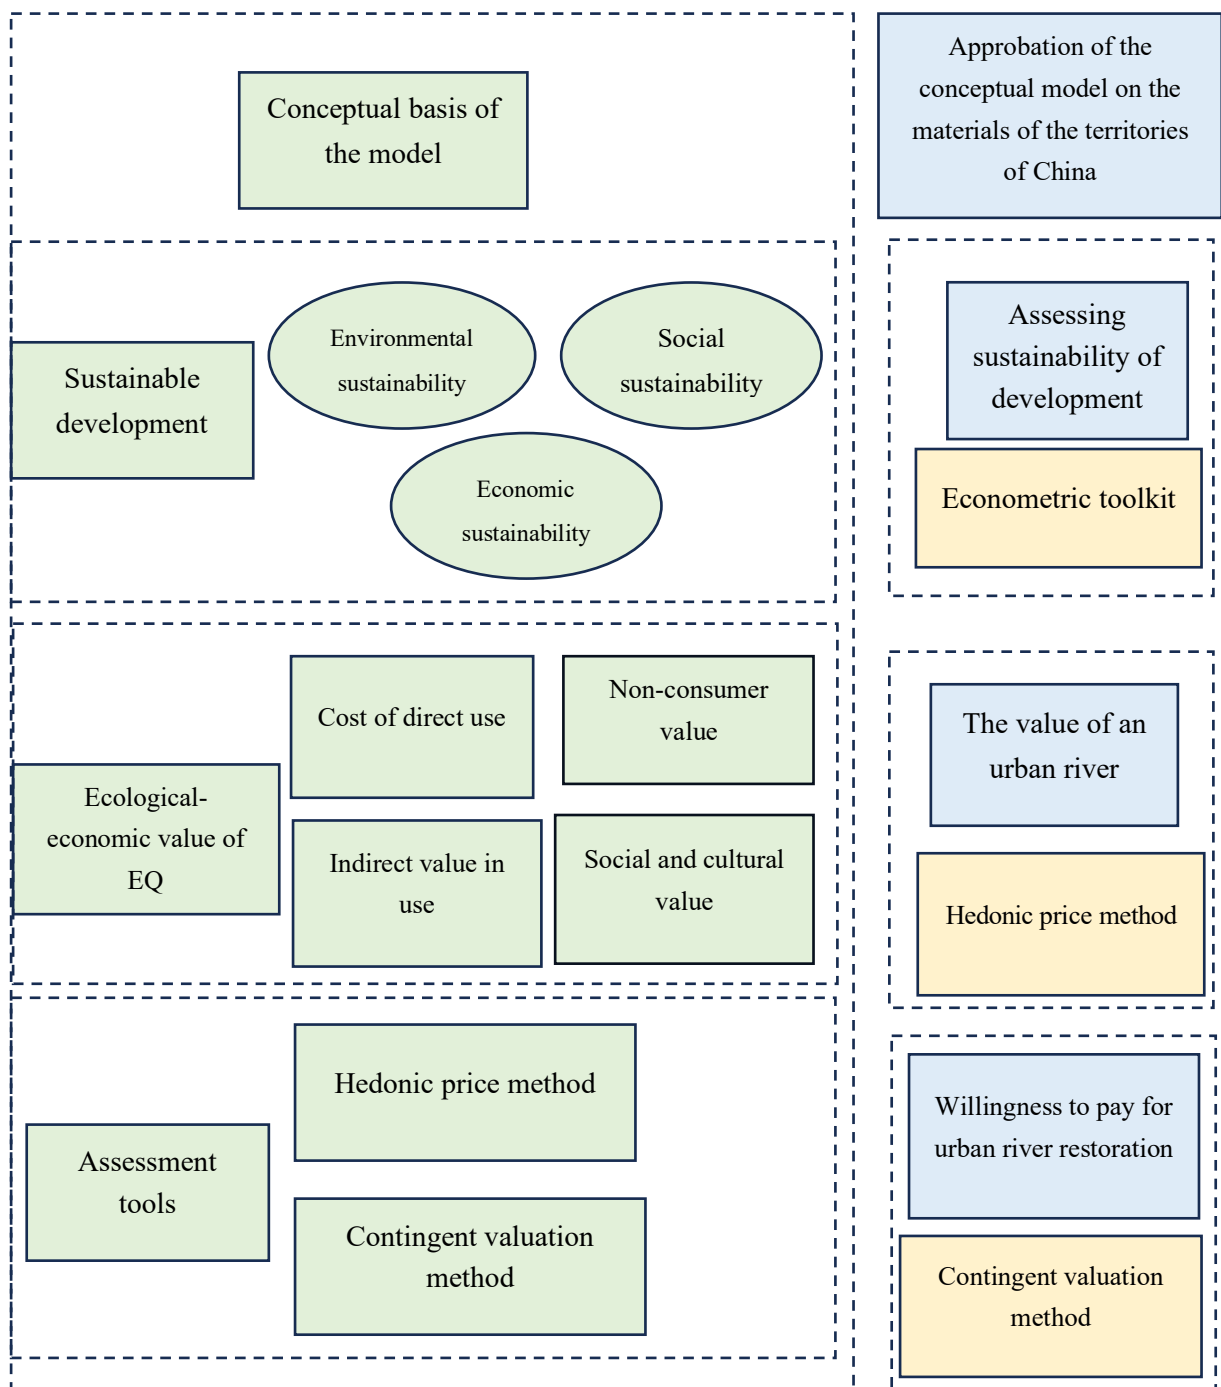 Conceptual basis of
the model
Approbation of the
conceptual model on the
materials of the territories
of China
Sustainable
development
Environmental
sustainability
Social
sustainability
Economic
sustainability
Assessing
sustainability of
development
Econometric toolkit
Ecological-
economic value of
EQ
Cost of direct use
Non-consumer
value
Indirect value in
use
Social and cultural
value
The value of an
urban river
Hedonic price method
Assessment
tools
Hedonic price method
Contingent valuation
method
Willingness to pay for
urban river restoration
Contingent valuation
method